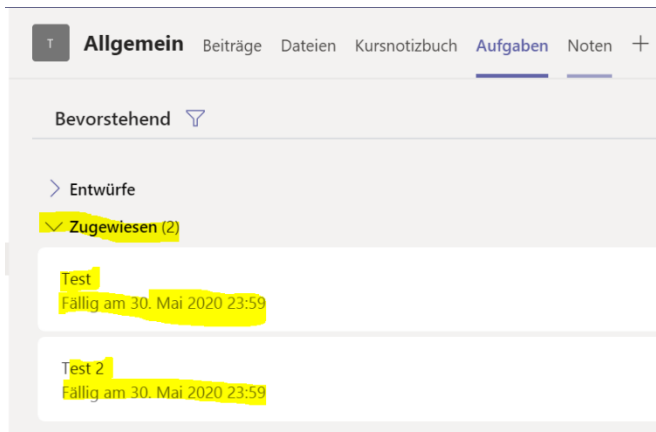 T Allgemein Beiträge Dateien Kursnotizbuch Aufgaben Noten +
Bevorstehend
Entwürfe
Zugewiesen (2)
Test
Fällig am 30. Mai 2020 23:59
Test 2
Fällig am 30. Mai 2020 23:59